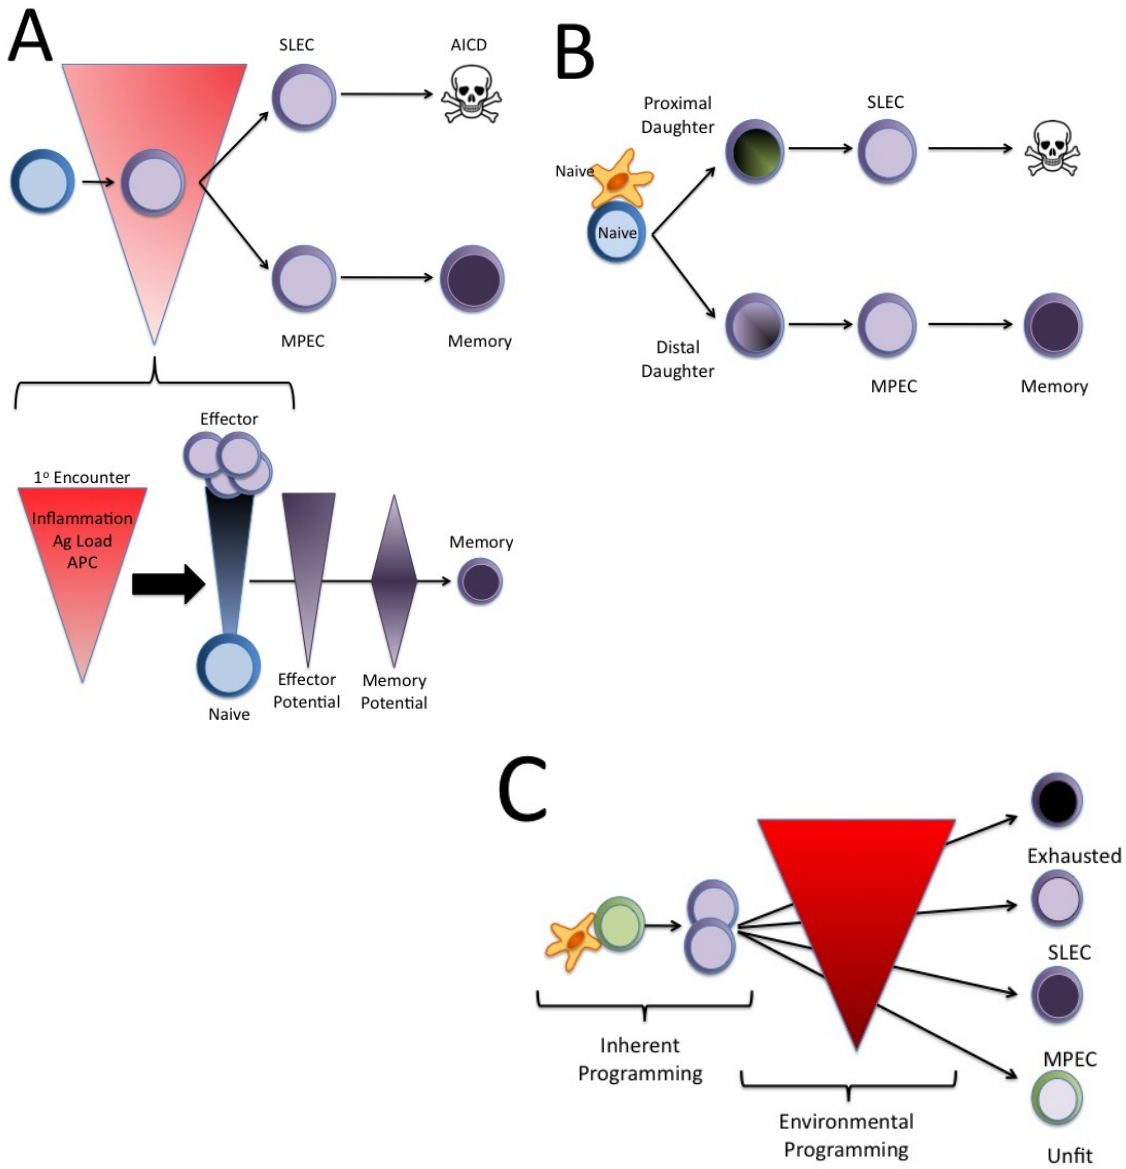 A
SLEC
AICD
MPEC
Memory
Effector
1º Encounter
Inflammation
Ag Load
APC
Memory
Effector
Potential
Memory
Potential
Naive
B
Proximal
Daughter
SLEC
Naive
Naive
Distal
Daughter
MPEC
Memory
C
Exhausted
SLEC
MPEC
Unfit
Inherent
Programming
Environmental
Programming